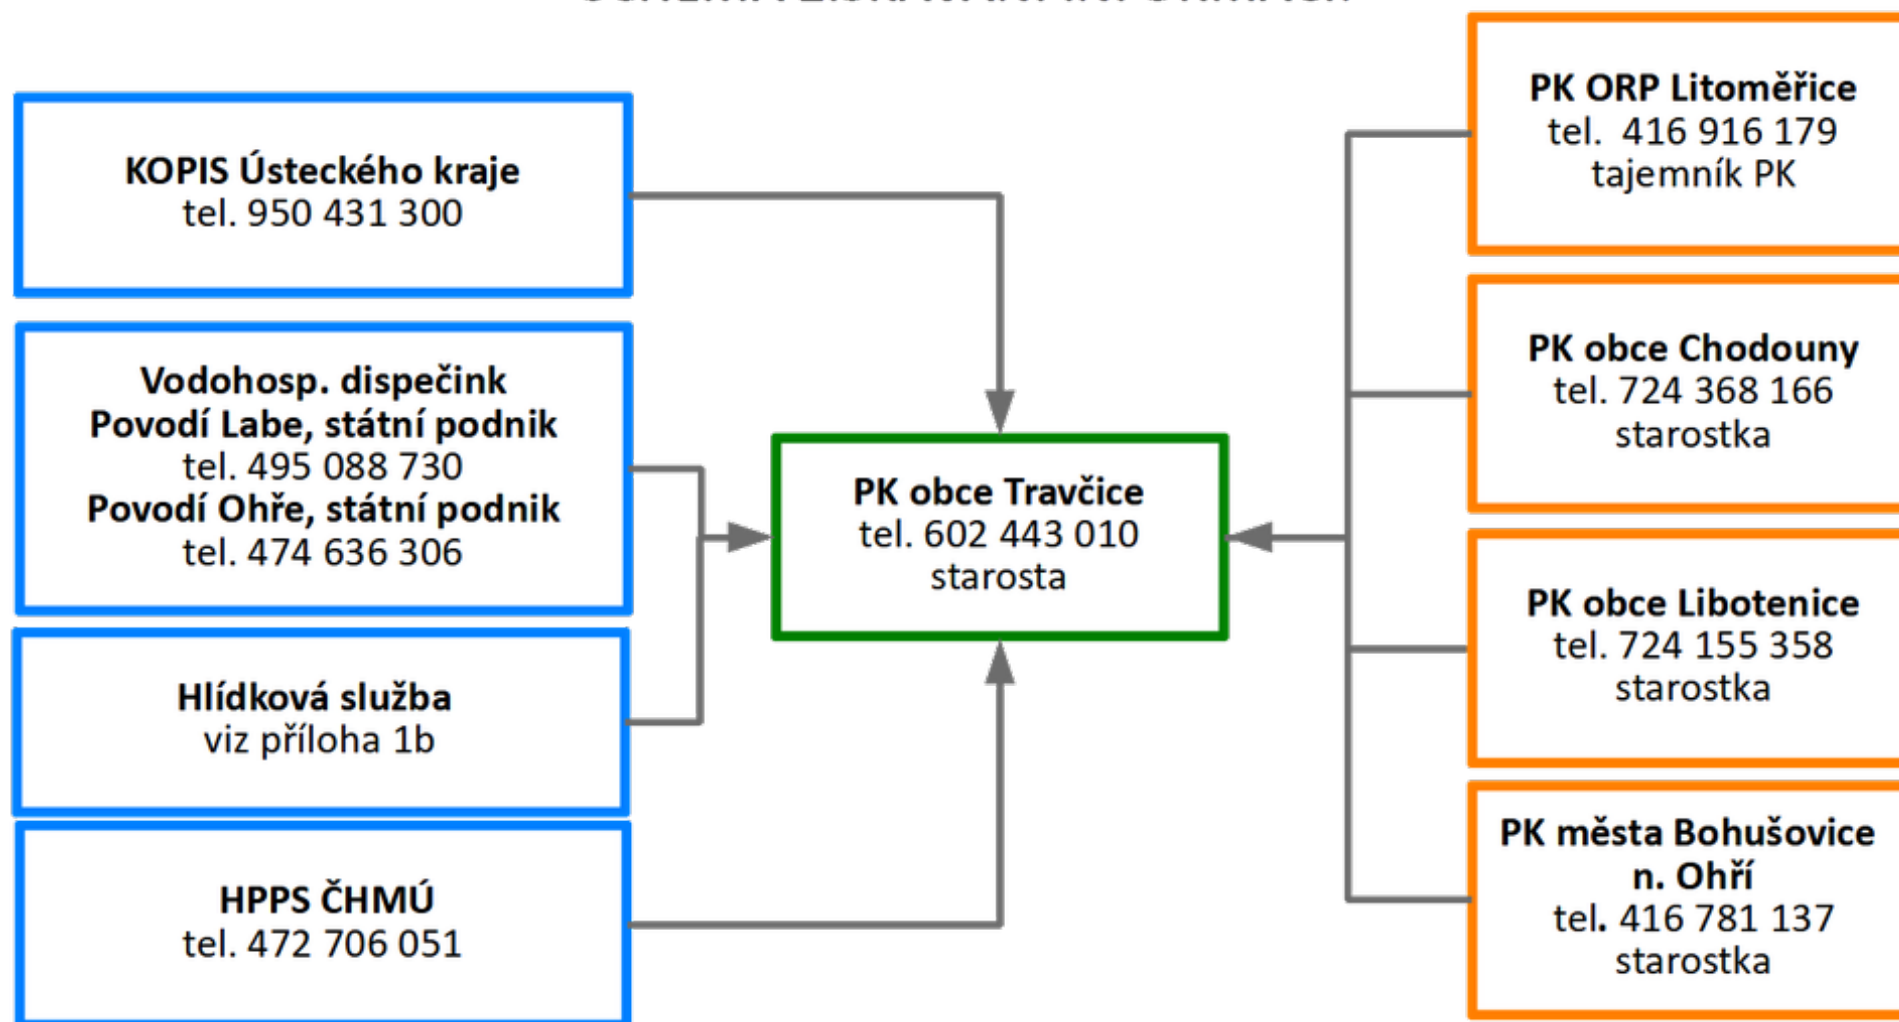 KOPIS Ústeckého kraje
tel. 950 431 300
Vodohosp. dispečink
Povodí Labe, státní podnik
tel. 495 088 730
Povodí Ohře, státní podnik
tel. 474 636 306
Hlídková služba
viz příloha 1b
HPPS ČHMÚ
tel. 472 706 051
PK obce Travčice
tel. 602 443 010
starosta
PK ORP Litoměřice
tel. 416 916 179
tajemník PK
PK obce Chodouny
tel. 724 368 166
starostka
PK obce Libotenice
tel. 724 155 358
starostka
PK města Bohušovice
n. Ohří
tel. 416 781 137
starostka